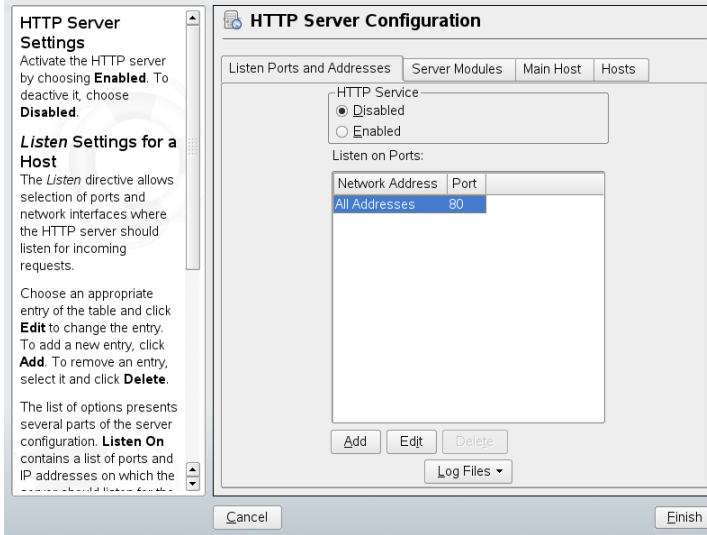 HTTP Server
Settings
Activate the HTTP server
by choosing Enabled. To
deactive it, choose
Disabled.
Listen Settings for a
Host
The Listen directive allows
selection of ports and
network interfaces where
the HTTP server should
listen for incoming
requests.
Choose an appropriate
entry of the table and click
Edit to change the entry.
To add a new entry, click
Add. To remove an entry,
select it and click Delete.
The list of options presents
several parts of the server
configuration. Listen On
contains a list of ports and
IP addresses on which the
HTTP Server Configuration
Listen Ports and Addresses
Server Modules
Main Host
Hosts
HTTP Service
Disabled
Enabled
Listen on Ports:
Network Address Port
All Addresses 80
Add
Edit
Delete
Log Files
Cancel
Finish